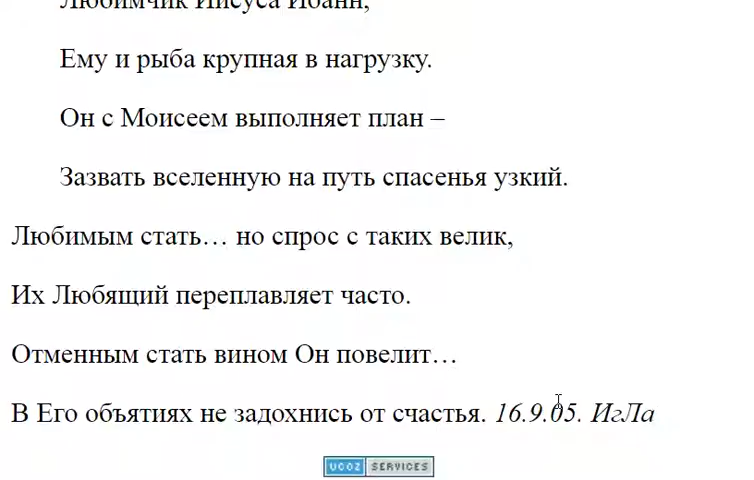 Любимчик Иисуса Иоанн,
Ему и рыба крупная в нагрузку.
Он с Моисеем выполняет план –
Зазвать вселенную на путь спасенья узкий.
Любимым стать… но спрос с таких велик,
Их Любящий переплавляет часто.
Отменным стать вином Он повелит…
В Его объятиях не задохнись от счастья. 16.9.05. ИгЛа
UCOZ SERVICES